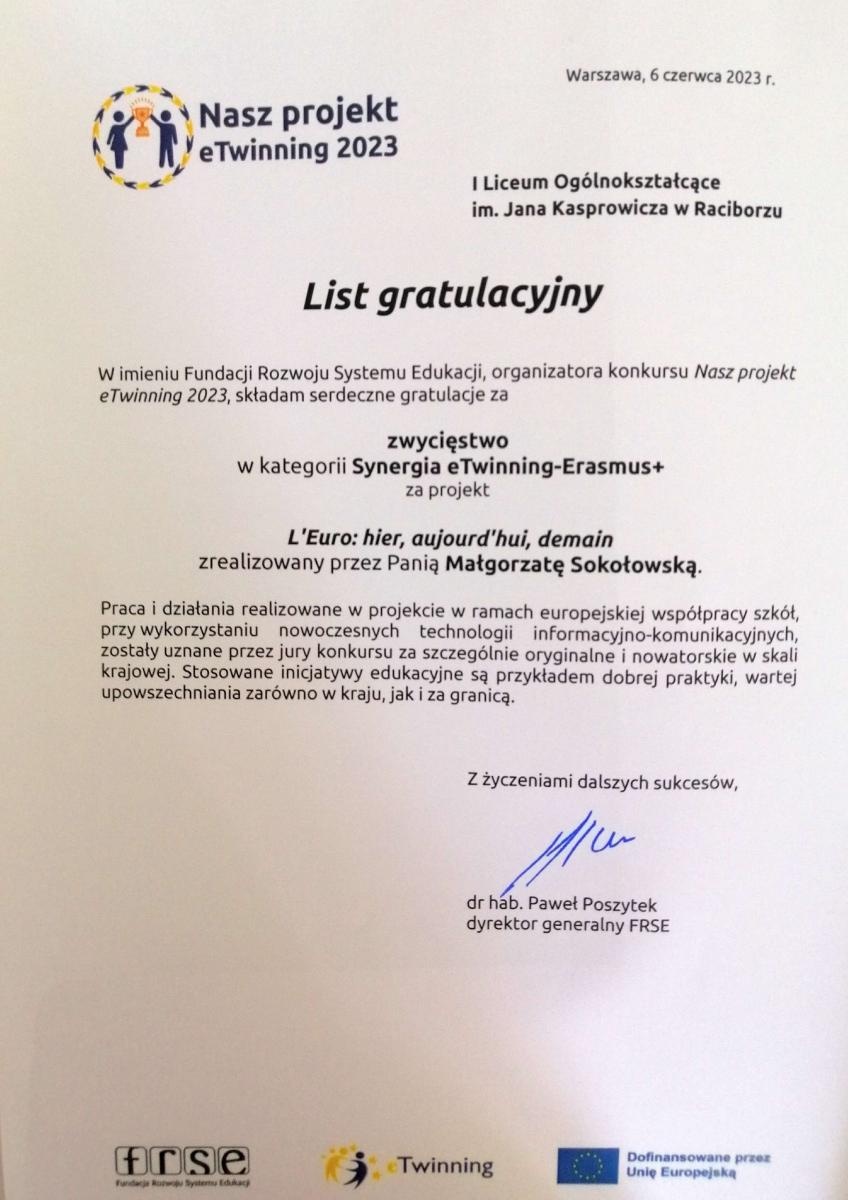 Warszawa, 6 czerwca 2023 r.
Nasz projekt
eTwinning 2023
I Liceum Ogólnokształcące
im. Jana Kasprowicza w Raciborzu
List gratulacyjny
W imieniu Fundacji Rozwoju Systemu Edukacji, organizatora konkursu Nasz projekt
eTwinning 2023, składam serdeczne gratulacje za
zwycięstwo
w kategorii Synergia eTwinning-Erasmus+
za projekt
L'Euro: hier, aujourd'hui, demain
zrealizowany przez Panią Małgorzatę Sokołowską.
Praca i działania realizowane w projekcie w ramach europejskiej współpracy szkół,
przy wykorzystaniu nowoczesnych technologii informacyjno-komunikacyjnych,
zostały uznane przez jury konkursu za szczególnie oryginalne i nowatorskie w skali
krajowej. Stosowane inicjatywy edukacyjne są przykładem dobrej praktyki, wartej
upowszechniania zarówno w kraju, jak i za granicą.
Z życzeniami dalszych sukcesów,
dr hab. Paweł Poszytek
dyrektor generalny FRSE
frse
Fundacja Rozwoju Systemu Edukacji
eTwinning
Dofinansowane przez
Unię Europejską